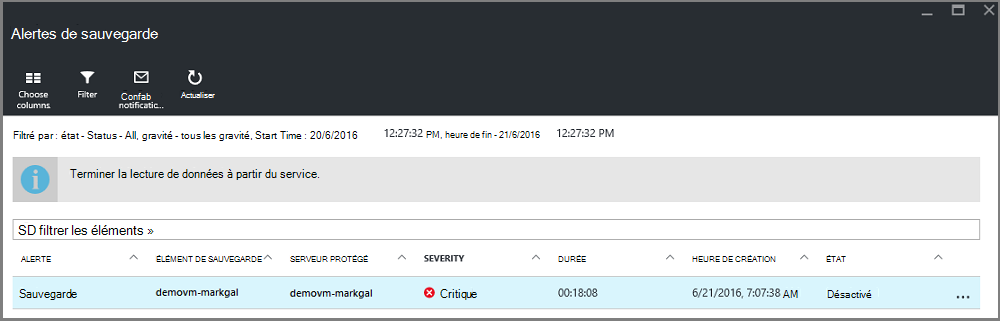 Alertes de sauvegarde
Choose columns Filter Confab notificatic... Actualiser
Filtré par : état - Status - All, gravité - tous les gravité, Start Time : 20/6/2016 12:27:32 PM, heure de fin - 21/6/2016 12:27:32 PM
Terminer la lecture de données à partir du service.
SD filtrer les éléments »
ALERTE ÉLÉMENT DE SAUVEGARDE SERVEUR PROTÉGÉ SEVERITY DURÉE HEURE DE CRÉATION ÉTAT
Sauvegarde demovm-markgal demovm-markgal Critique 00:18:08 6/21/2016, 7:07:38 AM Désactivé ...